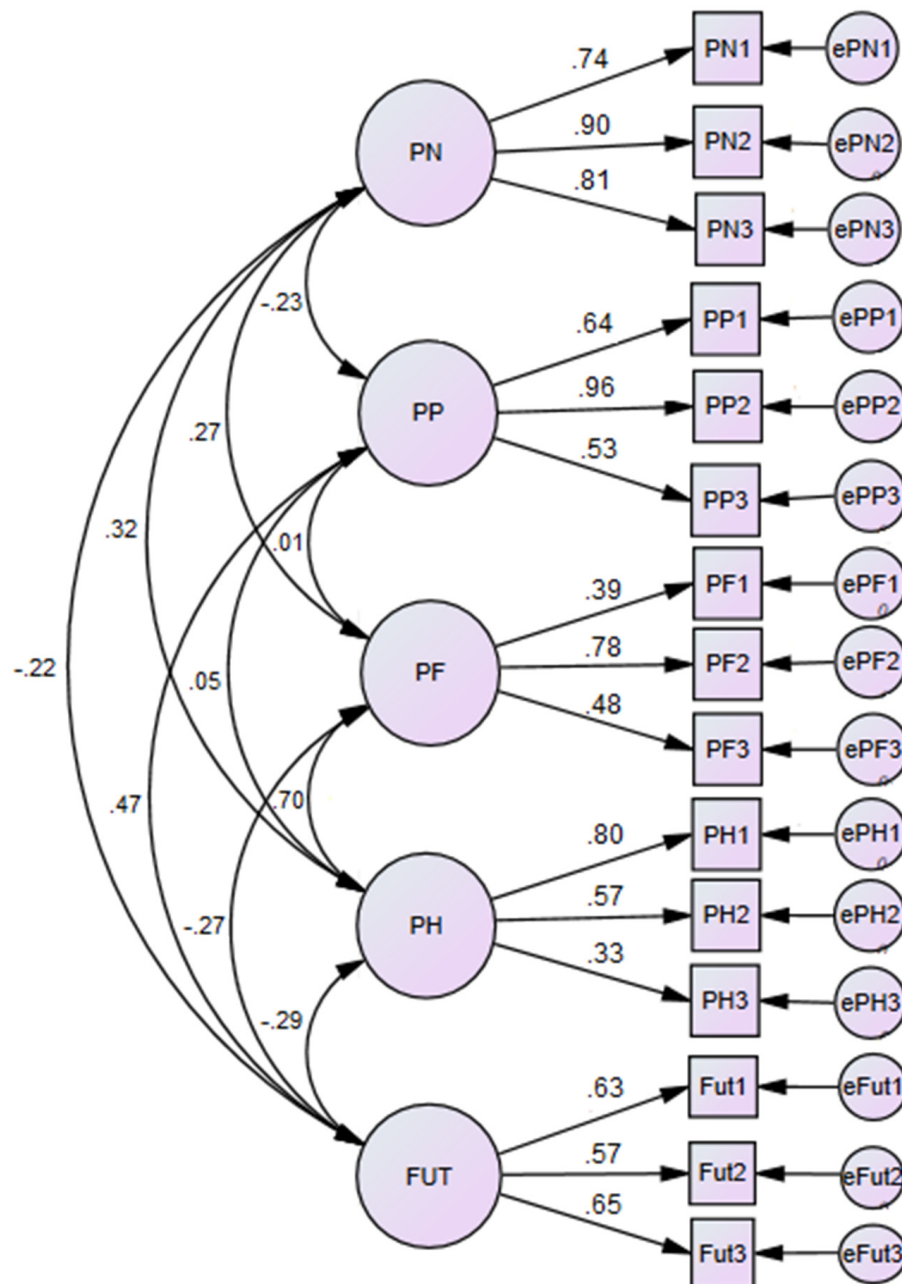 PN1
ePN1
.74
PN
.90
PN2
ePN2
.81
PN3
ePN3
-.23
PP1
ePP1
.64
PP
.96
PP2
ePP2
.27
.53
PP3
ePP3
.32
.01
PF1
ePF1
.39
PF
.78
PF2
ePF2
-.22
.05
.48
PF3
ePF3
.47
.70
PH1
ePH1
.80
PH
.57
PH2
ePH2
-.27
.33
PH3
ePH3
-.29
Fut1
eFut1
.63
FUT
.57
Fut2
eFut2
.65
Fut3
eFut3